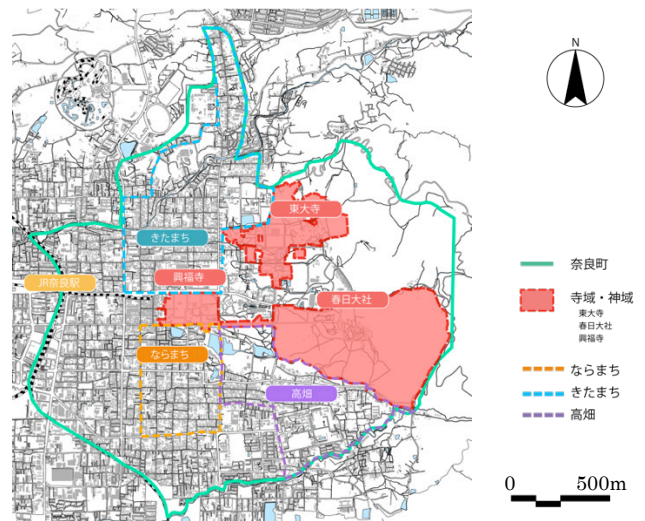 N
東大寺
きたまち
興福寺
JR奈良駅
春日大社
ならまち
高畑
奈良町
寺域・神域
東大寺
春日大社
興福寺
ならまち
きたまち
高畑
0 500m